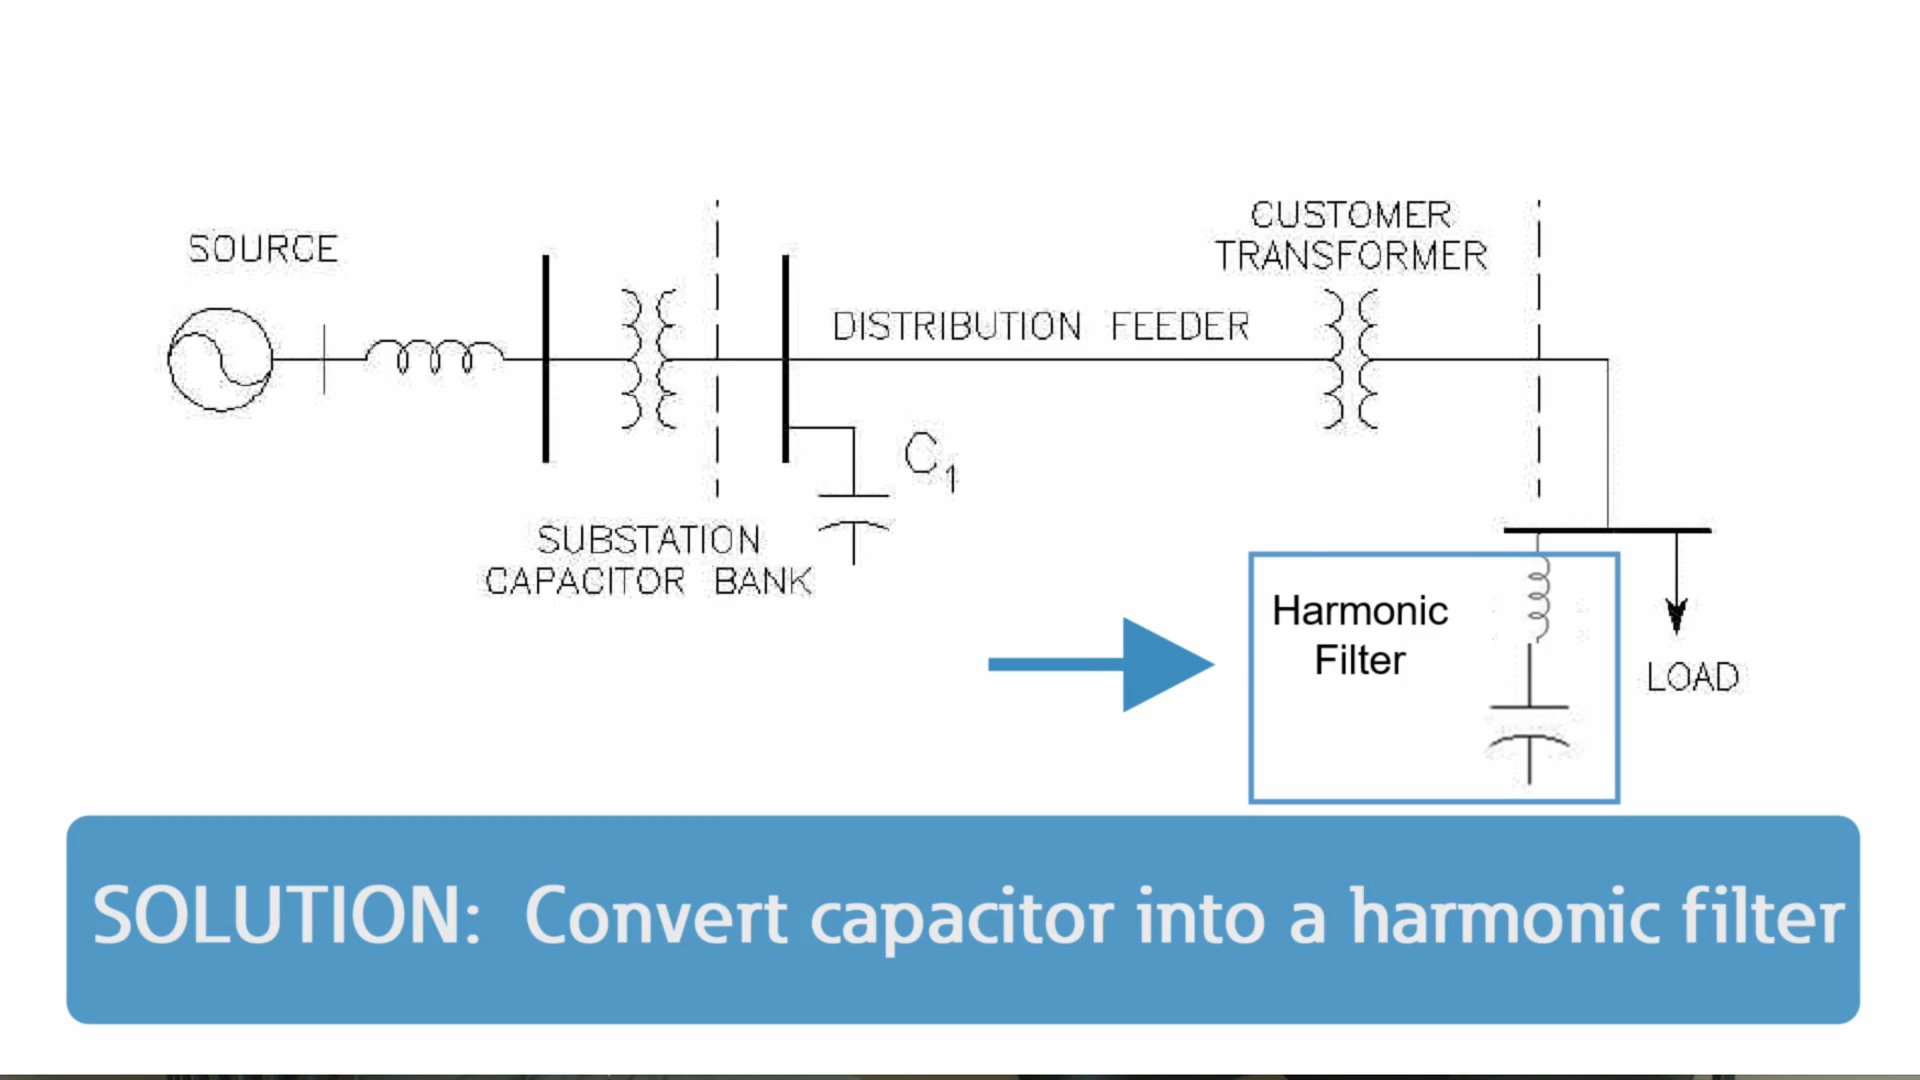 SOURCE
CUSTOMER
TRANSFORMER
DISTRIBUTION FEEDER
C1
SUBSTATION
CAPACITOR BANK
Harmonic
Filter
LOAD
SOLUTION: Convert capacitor into a harmonic filter